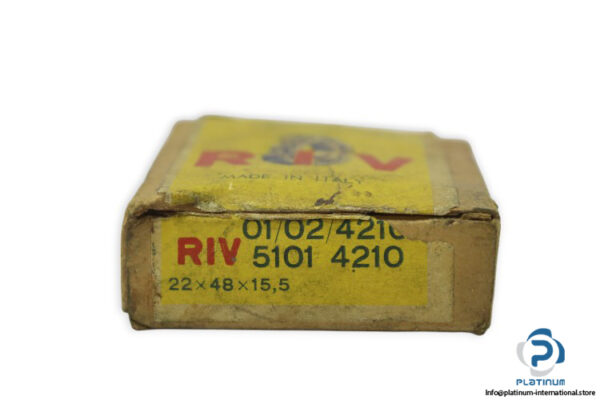 RIV
MADE IN ITALY
01/02/4210
RIV 5101 4210
22×48×15,5
PLATINUM
Info@platinum-international.store